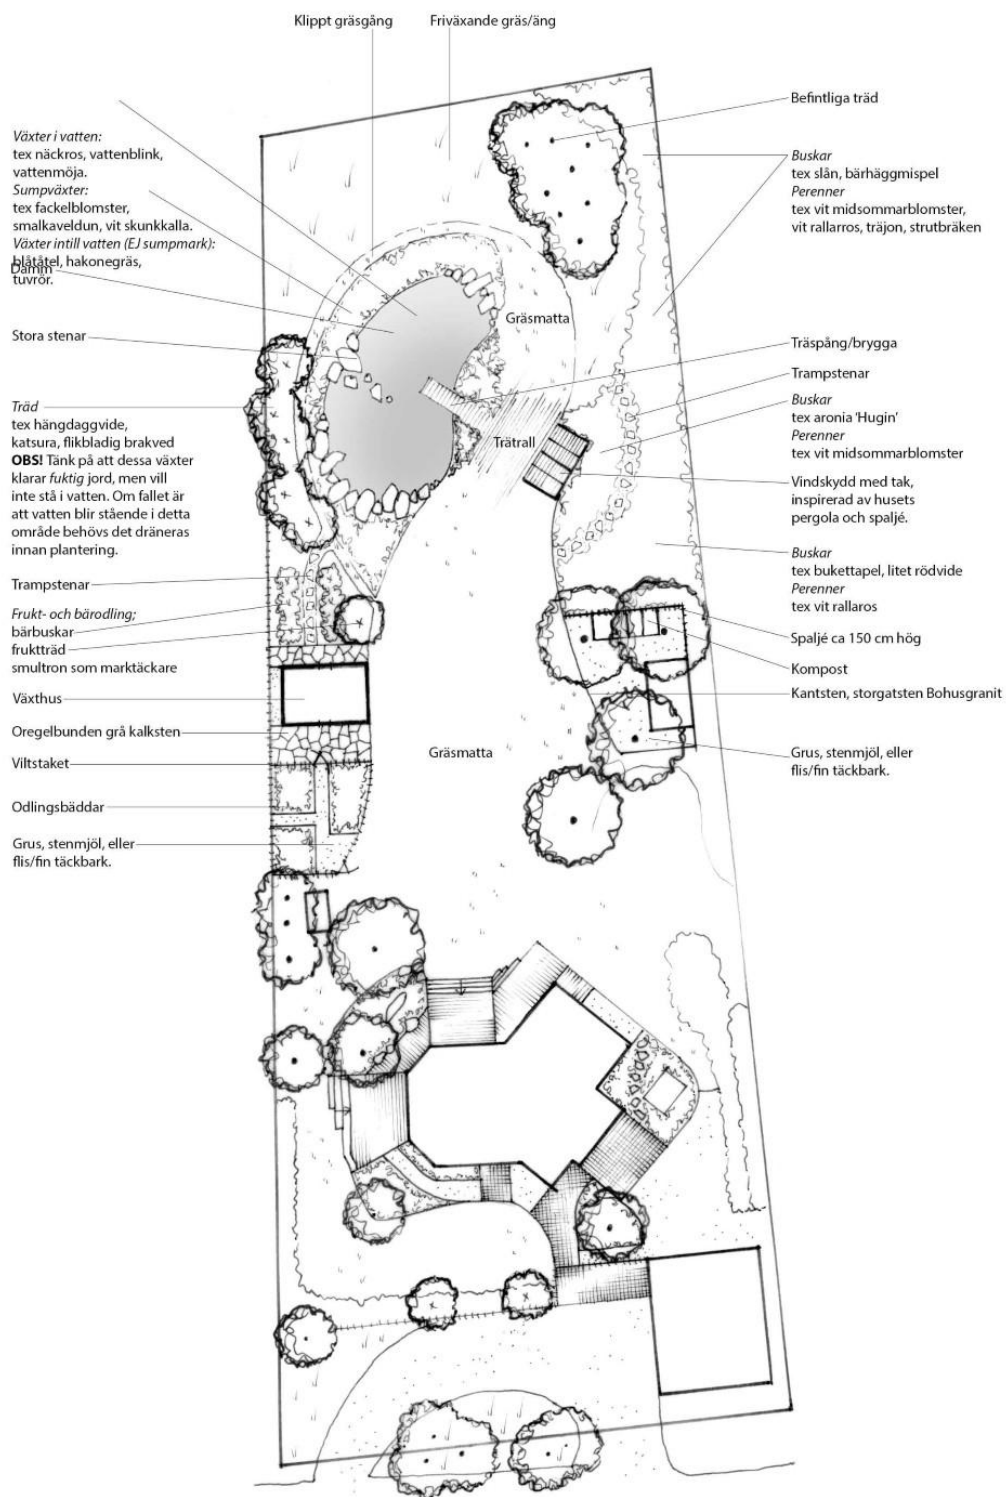 Klippt gräsgång
Friväxande gräs/äng
Växter i vatten:
tex näckros, vattenblink,
vattenmöja.
Sumpväxter:
tex fackelblomster,
smalkaveldun, vit skunkkalla.
Växter intill vatten (EJ sumpmark):
blåtåtel, hakonegräs,
tuvrör.
Damm
Stora stenar
Träd
tex hängdaggvide,
katsura, flikbladig brakved
OBS! Tänk på att dessa växter
klarar fuktig jord, men vill
inte stå i vatten. Om fallet är
att vatten blir stående i detta
område behövs det dräneras
innan plantering.
Trampstenar
Frukt- och bärodling;
bärbuskar
fruktträd
smultron som marktäckare
Växthus
Oregelbunden grå kalksten
Viltstaket
Odlingsbäddar
Grus, stenmjöl, eller
flis/fin täckbark.
Gräsmatta
Trätrall
Gräsmatta
Befintliga träd
Buskar
tex slån, bärhäggmispel
Perenner
tex vit midsommarblomster,
vit rallarros, träjon, strutbräken
Träspång/brygga
Trampstenar
Buskar
tex aronia ‘Hugin’
Perenner
tex vit midsommarblomster
Vindskydd med tak,
inspirerad av husets
pergola och spaljé.
Buskar
tex bukettapel, litet rödvide
Perenner
tex vit rallaros
Spaljé ca 150 cm hög
Kompost
Kantsten, storgatsten Bohusgranit
Grus, stenmjöl, eller
flis/fin täckbark.